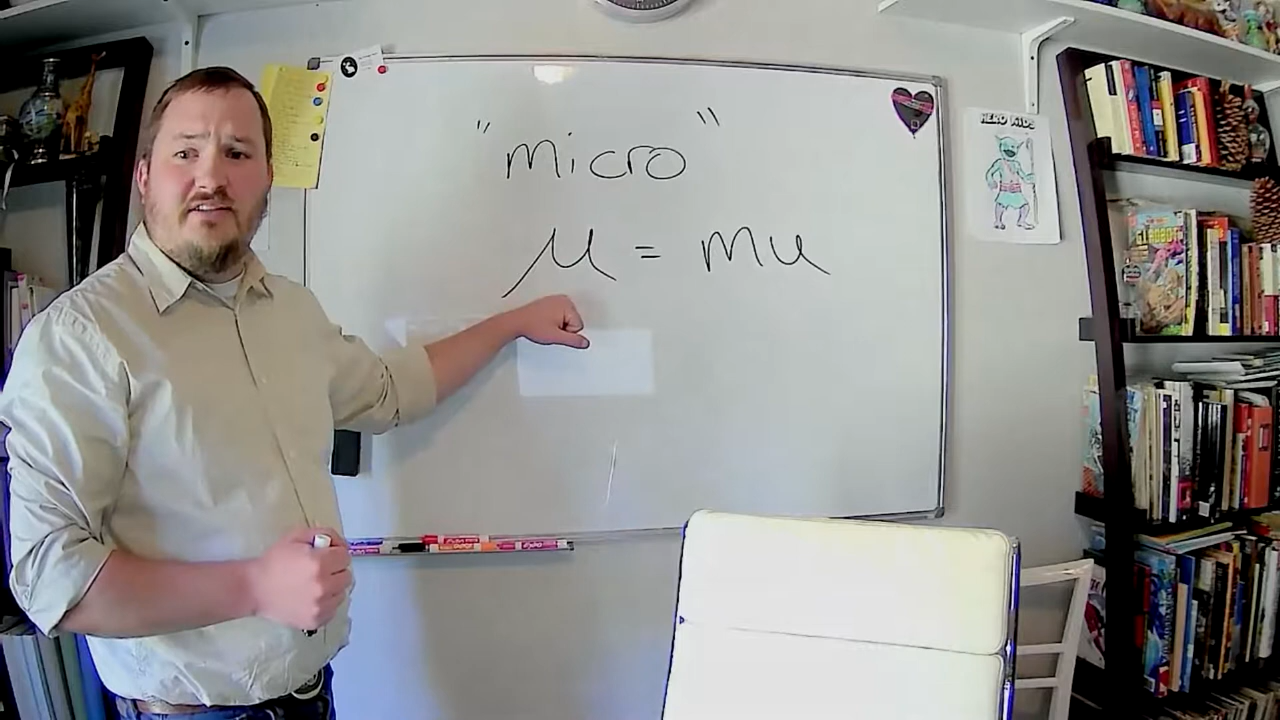 "micro"
μ = mu
HERO KIDS